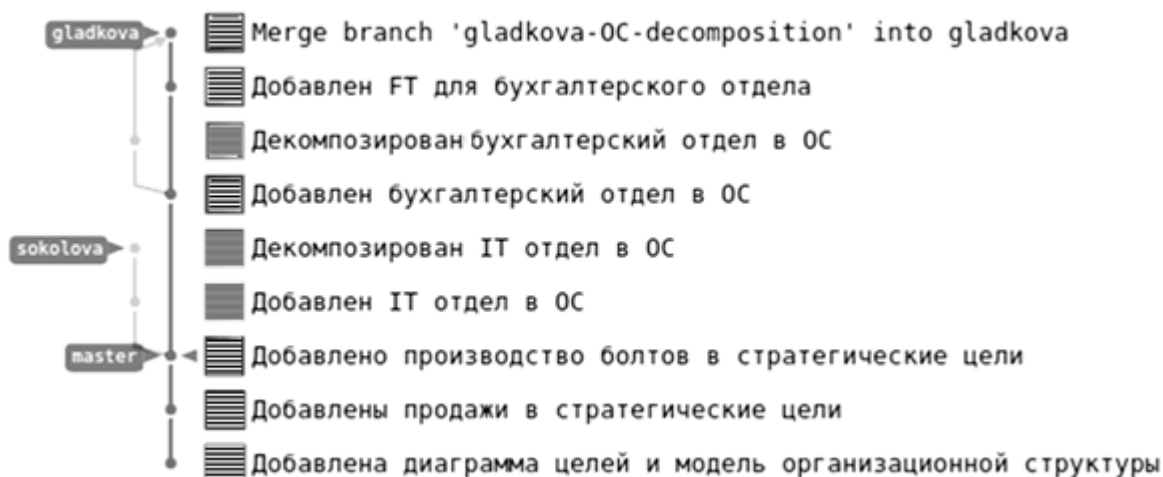 gladkova Merge branch 'gladkova-OC-decomposition' into gladkova
Добавлен FT для бухгалтерского отдела
Декомпозирован бухгалтерский отдел в ОС
Добавлен бухгалтерский отдел в ОС
sokolova Декомпозирован IT отдел в ОС
Добавлен IT отдел в ОС
master Добавлено производство болтов в стратегические цели
Добавлены продажи в стратегические цели
Добавлена диаграмма целей и модель организационной структуры